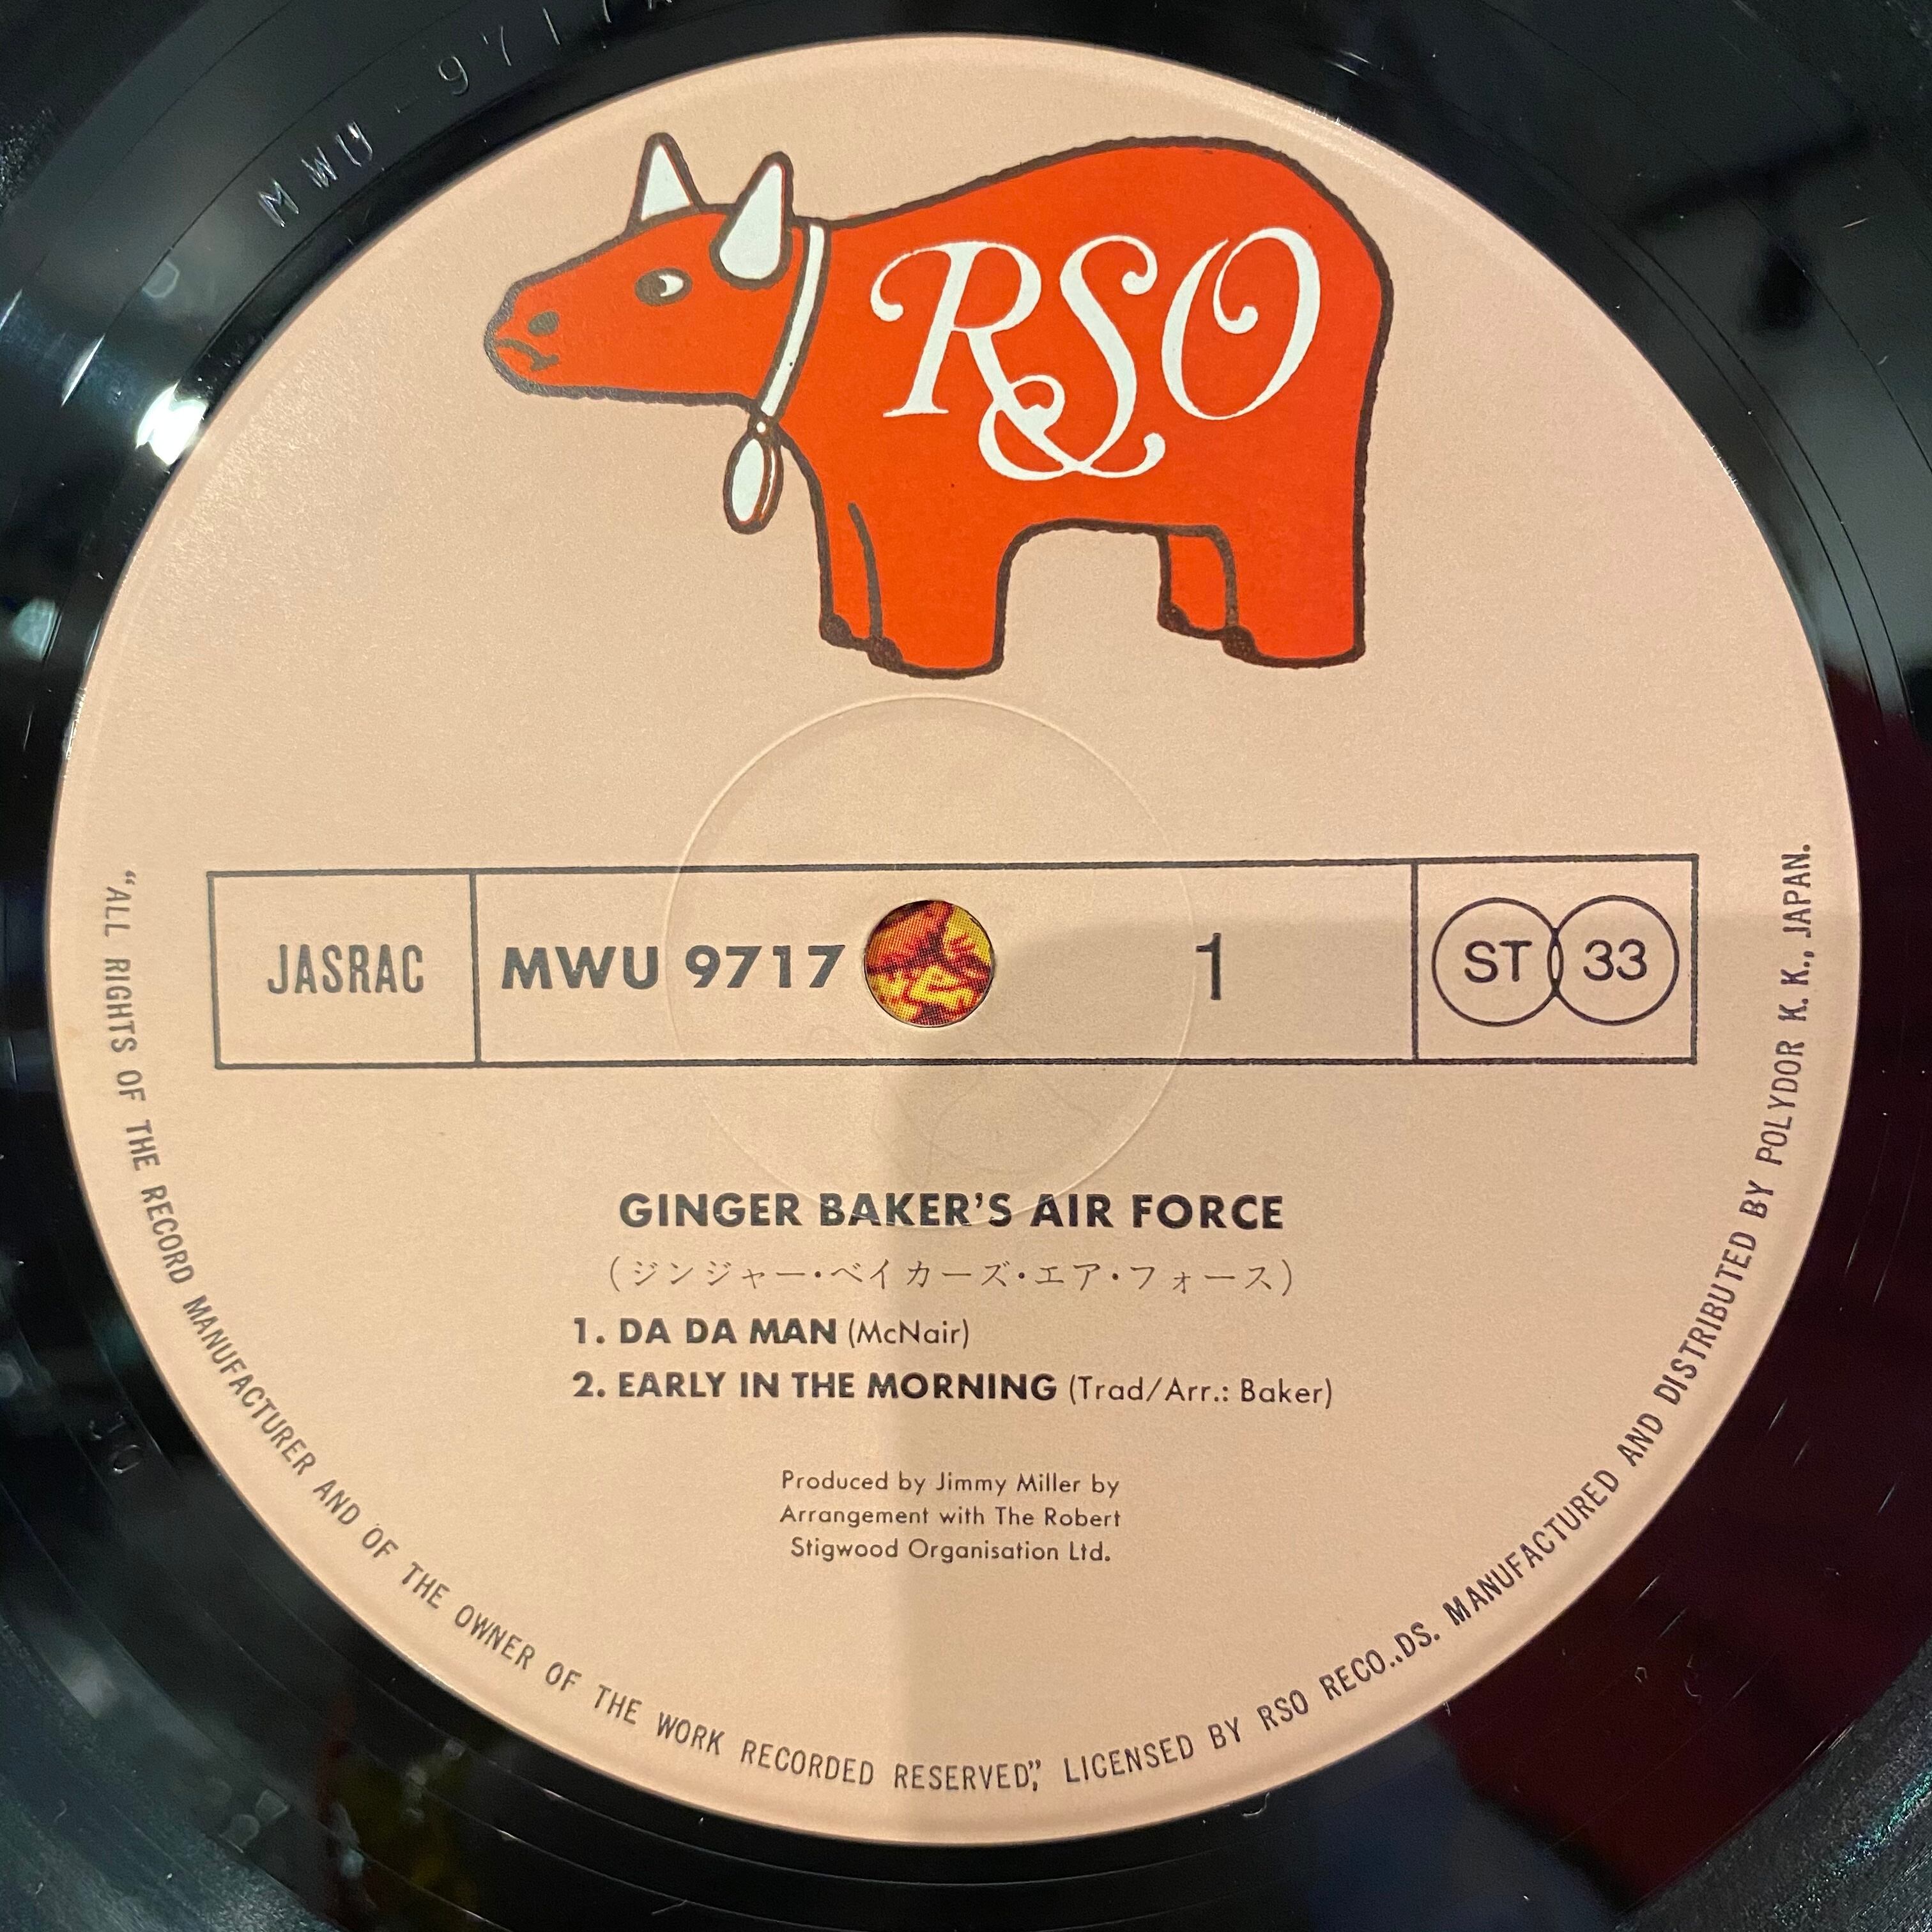 MWU-971
RSO
JASRAC
MWU 9717
1
ST 33
GINGER BAKER'S AIR FORCE
(ジンジャー・ベイカーズ・エア・フォース)
1. DA DA MAN (McNair)
2. EARLY IN THE MORNING (Trad/Arr.: Baker)
Produced by Jimmy Miller by
Arrangement with The Robert
Stigwood Organisation Ltd.
"ALL RIGHTS OF THE RECORD MANUFACTURER AND OF THE OWNER OF THE WORK RECORDED RESERVED", LICENSED BY RSO RECO..DS. MANUFACTURED AND DISTRIBUTED BY POLYDOR K. K., JAPAN.